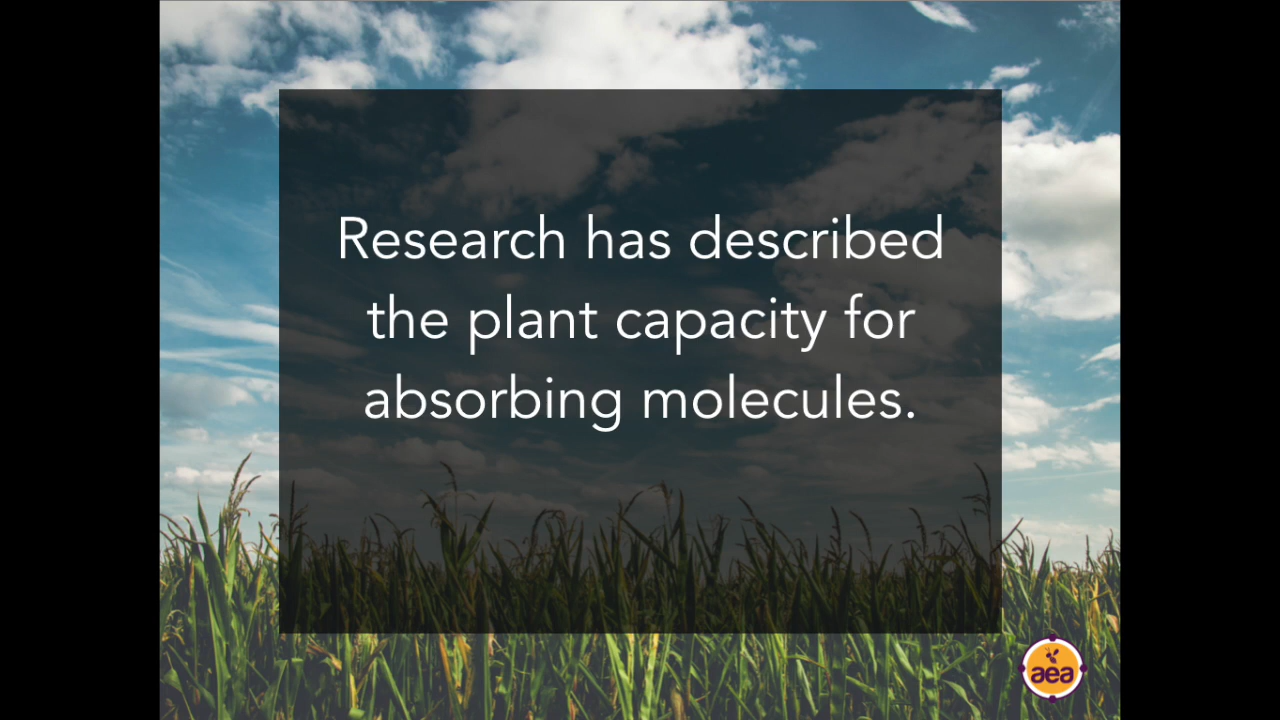 Research has described
the plant capacity for
absorbing molecules.
aea